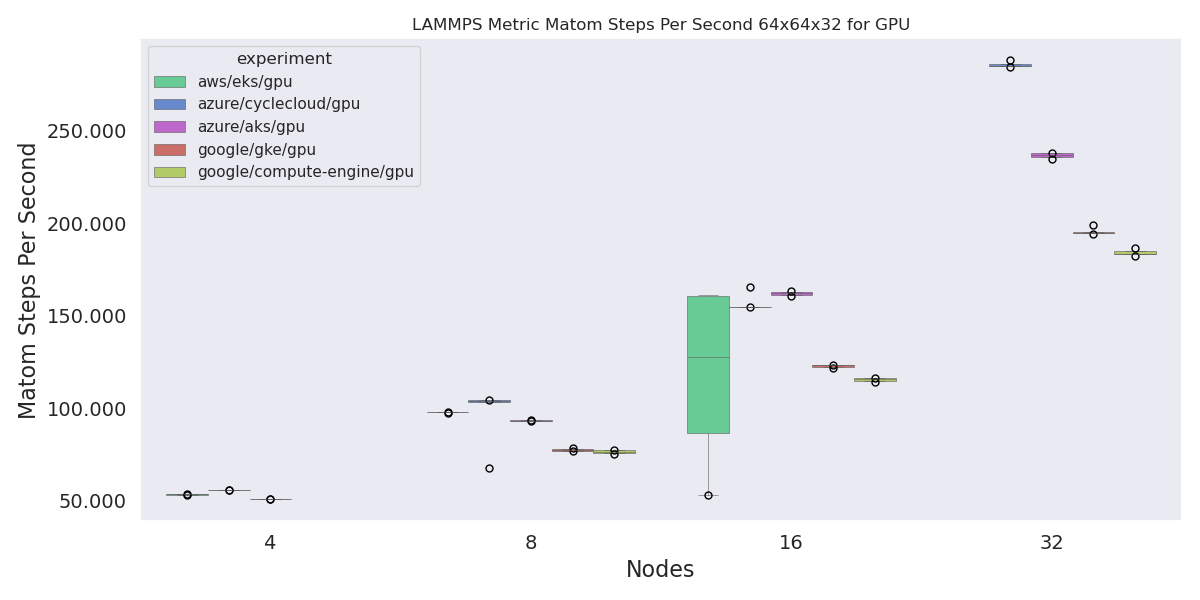 LAMMPS Metric Matom Steps Per Second 64x64x32 for GPU
experiment
aws/eks/gpu
azure/cyclecloud/gpu
azure/aks/gpu
google/gke/gpu
google/compute-engine/gpu
Matom Steps Per Second
250.000
200.000
150.000
100.000
50.000
4 8 16 32
Nodes